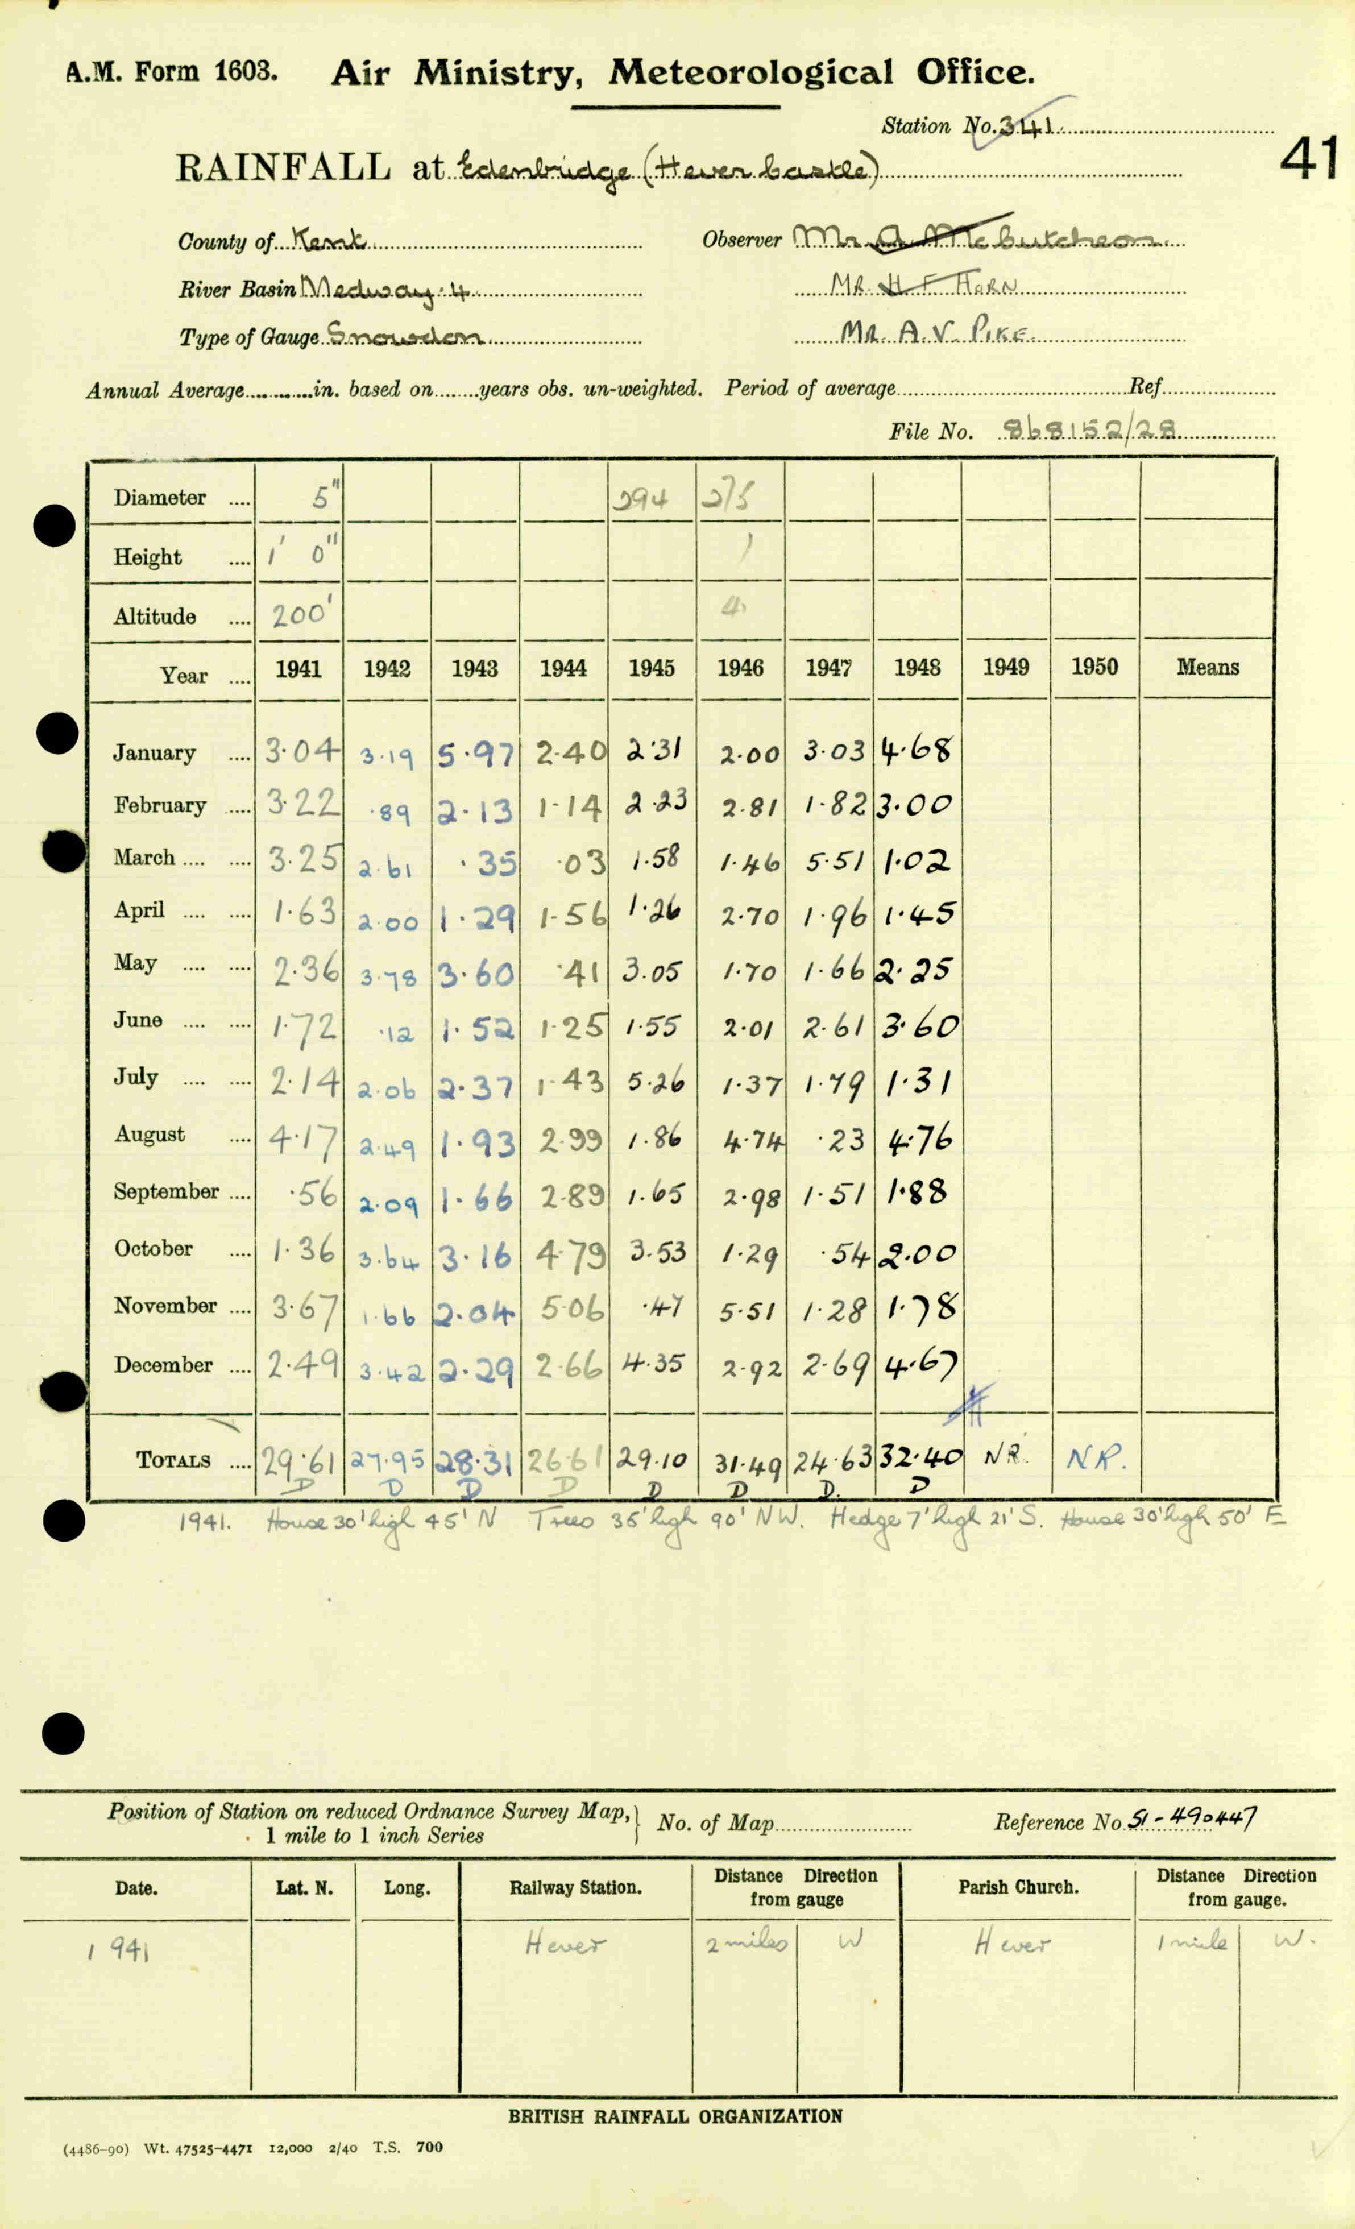 A.M. Form 1603. Air Ministry, Meteorological Office.
Station No. 341
41
RAINFALL at Edenbridge (Hever Castle)
County of Kent Observer Mr A McCutcheon
River Basin Medway 4 MR. H F HORN
Type of Gauge Snowdon MR. A.V. PIKE
Annual Average............in. based on........years obs. un-weighted. Period of average.............Ref.............
File No. 868152/28
Diameter .... 5" 294 275
Height .... 1' 0" 1
Altitude .... 200' 4
Year .... 1941 1942 1943 1944 1945 1946 1947 1948 1949 1950 Means
January .... 3.04 3.19 5.97 2.40 2.31 2.00 3.03 4.68
February .... 3.22 .89 2.13 1.14 2.23 2.81 1.82 3.00
March .... .... 3.25 2.61 .35 .03 1.58 1.46 5.51 1.02
April .... .... 1.63 2.00 1.29 1.56 1.26 2.70 1.96 1.45
May .... .... 2.36 3.78 3.60 .41 3.05 1.70 1.66 2.25
June .... .... 1.72 .12 1.52 1.25 1.55 2.01 2.61 3.60
July .... .... 2.14 2.06 2.37 1.43 5.26 1.37 1.79 1.31
August .... 4.17 2.49 1.93 2.99 1.86 4.74 .23 4.76
September .... .56 2.09 1.66 2.89 1.65 2.98 1.51 1.88
October .... 1.36 3.64 3.16 4.79 3.53 1.29 .54 2.00
November .... 3.67 1.66 2.04 5.06 .47 5.51 1.28 1.78
December .... 2.49 3.42 2.29 2.66 4.35 2.92 2.69 4.67
TOTALS .... 29.61 27.95 28.31 26.61 29.10 31.49 24.63 32.40 NR. NR.
D D D D D D D. D
1941. House 30' high 45' N Trees 35' high 90' NW. Hedge 7' high 21' S. House 30' high 50' E
Position of Station on reduced Ordnance Survey Map, No. of Map............ Reference No. 51-490447
1 mile to 1 inch Series
Date. Lat. N. Long. Railway Station. Distance Direction from gauge Parish Church. Distance Direction from gauge.
1941 Hever 2 miles W Hever 1 mile W.
BRITISH RAINFALL ORGANIZATION
(4486-90) Wt. 47525-4471 12,000 2/40 T.S. 700